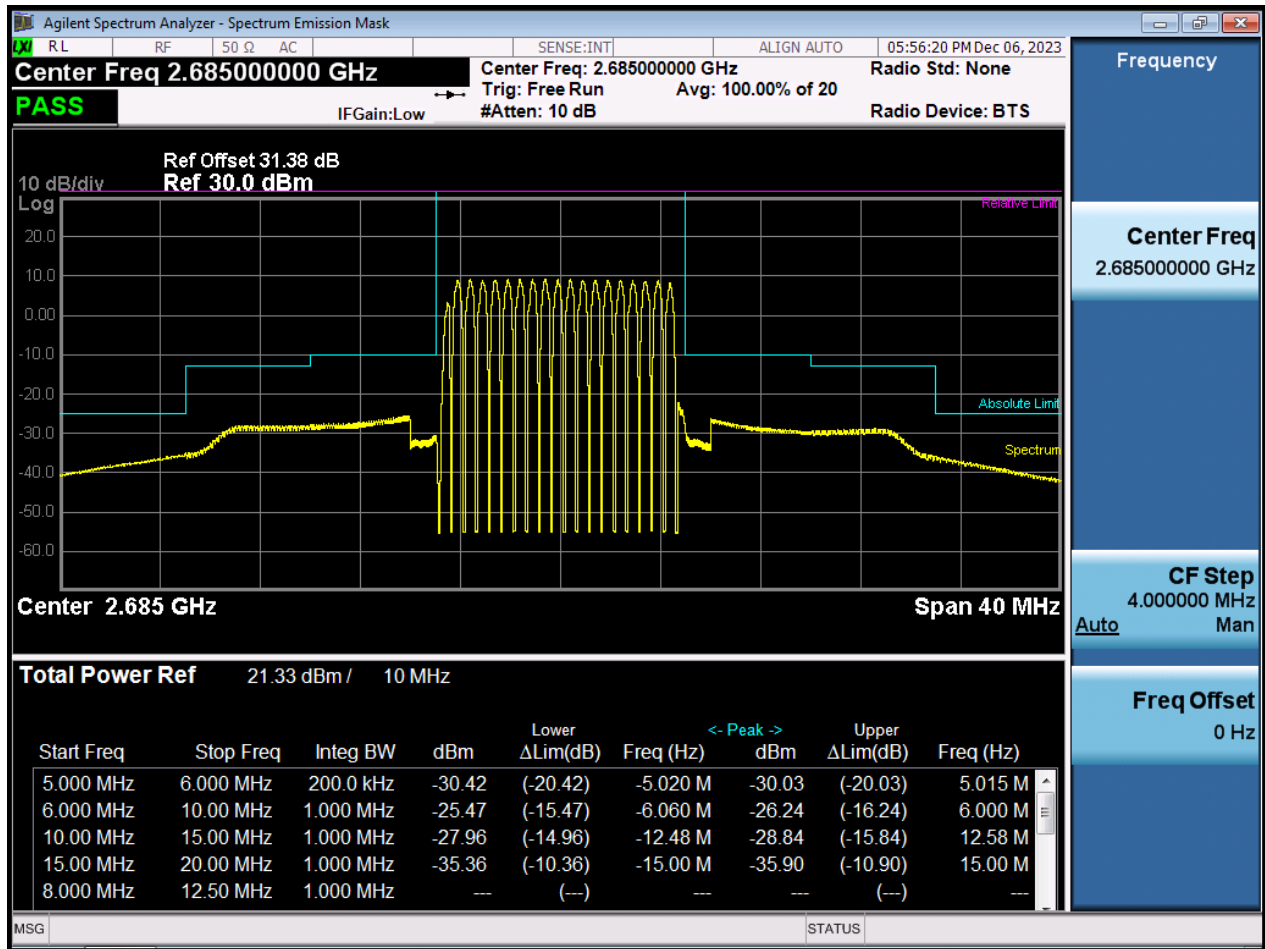 Agilent Spectrum Analyzer - Spectrum Emission Mask
LXI RL RF 50 Ω AC SENSE:INT ALIGN AUTO 05:56:20 PM Dec 06, 2023
Center Freq 2.685000000 GHz
Center Freq: 2.685000000 GHz
Radio Std: None
PASS
Trig: Free Run Avg: 100.00% of 20
IFGain:Low
#Atten: 10 dB
Radio Device: BTS
Ref Offset 31.38 dB
10 dB/div Ref 30.0 dBm
Log
Relative Limit
20.0
10.0
0.00
-10.0
-20.0
Absolute Limit
-30.0
Spectrum
-40.0
-50.0
-60.0
Center 2.685 GHz Span 40 MHz
Total Power Ref 21.33 dBm / 10 MHz
Lower <- Peak -> Upper
Start Freq Stop Freq Integ BW dBm ΔLim(dB) Freq (Hz) dBm ΔLim(dB) Freq (Hz)
5.000 MHz 6.000 MHz 200.0 kHz -30.42 (-20.42) -5.020 M -30.03 (-20.03) 5.015 M
6.000 MHz 10.00 MHz 1.000 MHz -25.47 (-15.47) -6.060 M -26.24 (-16.24) 6.000 M
10.00 MHz 15.00 MHz 1.000 MHz -27.96 (-14.96) -12.48 M -28.84 (-15.84) 12.58 M
15.00 MHz 20.00 MHz 1.000 MHz -35.36 (-10.36) -15.00 M -35.90 (-10.90) 15.00 M
8.000 MHz 12.50 MHz 1.000 MHz --- (---) --- --- (---) ---
MSG STATUS
Frequency
Center Freq
2.685000000 GHz
CF Step
4.000000 MHz
Auto Man
Freq Offset
0 Hz